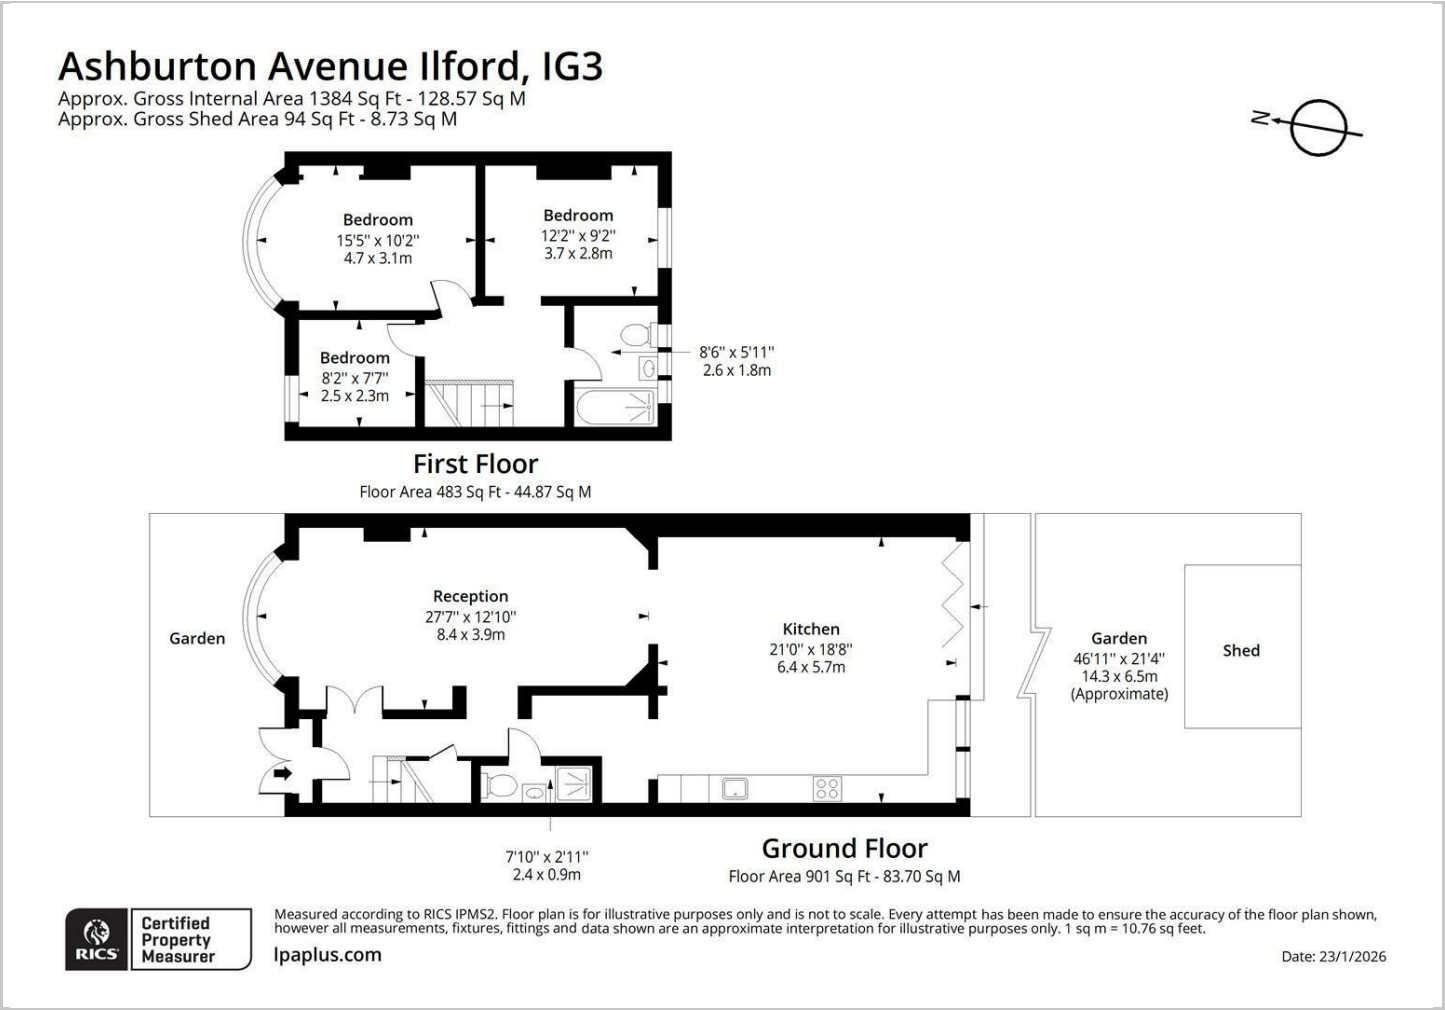 Ashburton Avenue Ilford, IG3
Approx. Gross Internal Area 1384 Sq Ft - 128.57 Sq M
Approx. Gross Shed Area 94 Sq Ft - 8.73 Sq M
N
Bedroom
15'5" x 10'2"
4.7 x 3.1m
Bedroom
12'2" x 9'2"
3.7 x 2.8m
Bedroom
8'2" x 7'7"
2.5 x 2.3m
8'6" x 5'11"
2.6 x 1.8m
First Floor
Floor Area 483 Sq Ft - 44.87 Sq M
Garden
Reception
27'7" x 12'10"
8.4 x 3.9m
Kitchen
21'0" x 18'8"
6.4 x 5.7m
Garden
46'11" x 21'4"
14.3 x 6.5m
(Approximate)
Shed
7'10" x 2'11"
2.4 x 0.9m
Ground Floor
Floor Area 901 Sq Ft - 83.70 Sq M
RICS
Certified
Property
Measurer
Measured according to RICS IPMS2. Floor plan is for illustrative purposes only and is not to scale. Every attempt has been made to ensure the accuracy of the floor plan shown,
however all measurements, fixtures, fittings and data shown are an approximate interpretation for illustrative purposes only. 1 sq m = 10.76 sq feet.
lpaplus.com
Date: 23/1/2026